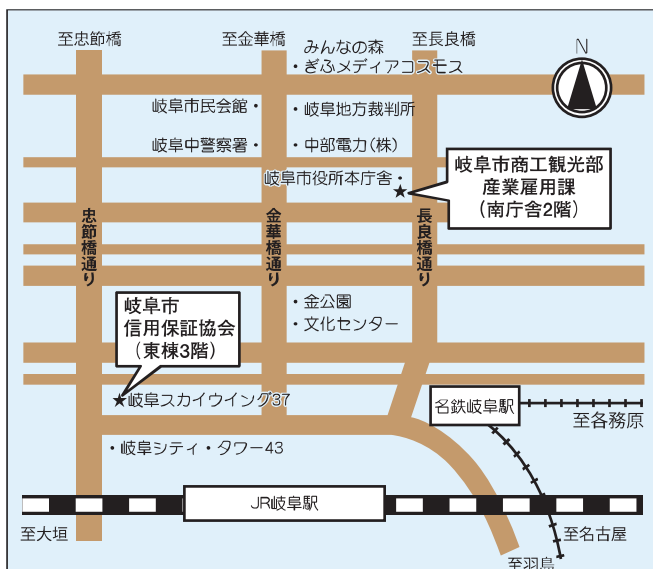 至忠節橋
至金華橋
至長良橋
みんなの森
・ぎふメディアコスモス
N
岐阜市民会館・
・岐阜地方裁判所
岐阜中警察署・
・中部電力(株)
岐阜市役所本庁舎・
★
岐阜市商工観光部
産業雇用課
(南庁舎2階)
忠節橋通り
金華橋通り
長良橋通り
岐阜市
信用保証協会
(東棟3階)
・金公園
・文化センター
★岐阜スカイウイング37
名鉄岐阜駅
至各務原
・岐阜シティ・タワー43
JR岐阜駅
至大垣
至名古屋
至羽島